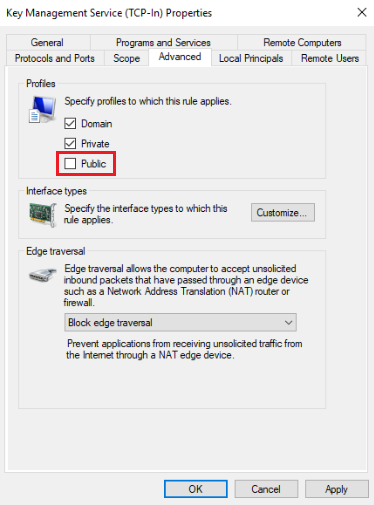 Key Management Service (TCP-In) Properties
General
Programs and Services
Remote Computers
Protocols and Ports
Scope
Advanced
Local Principals
Remote Users
Profiles
Specify profiles to which this rule applies.
Domain
Private
Public
Interface types
Specify the interface types to which this
rule applies.
Customize...
Edge traversal
Edge traversal allows the computer to accept unsolicited
inbound packets that have passed through an edge device
such as a Network Address Translation (NAT) router or
firewall.
Block edge traversal
Prevent applications from receiving unsolicited traffic from
the Internet through a NAT edge device.
OK
Cancel
Apply